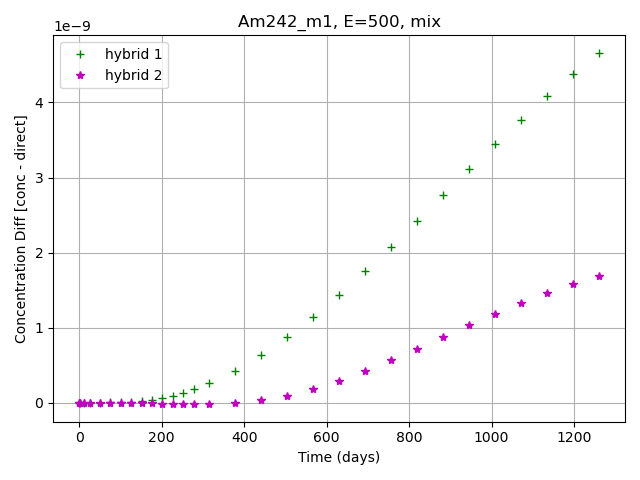 Am242_m1, E=500, mix
1e−9
hybrid 1
hybrid 2
Concentration Diff [conc - direct]
4
3
2
1
0
0 200 400 600 800 1000 1200
Time (days)